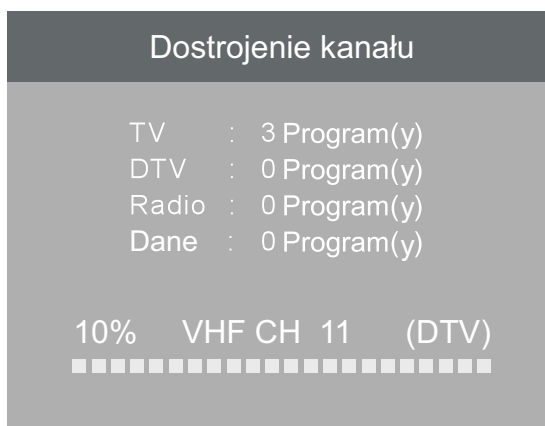 Dostrojenie kanału
TV : 3 Program(y)
DTV : 0 Program(y)
Radio : 0 Program(y)
Dane : 0 Program(y)
10% VHF CH 11 (DTV)